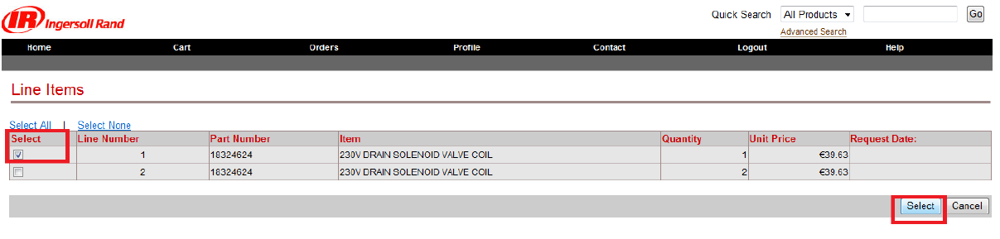 IR Ingersoll Rand
Quick Search All Products Go
Advanced Search
Home Cart Orders Profile Contact Logout Help
Line Items
Select All | Select None
Select Line Number Part Number Item Quantity Unit Price Request Date:
1 18324624 230V DRAIN SOLENOID VALVE COIL 1 €39.63
2 18324624 230V DRAIN SOLENOID VALVE COIL 2 €39.63
Select Cancel